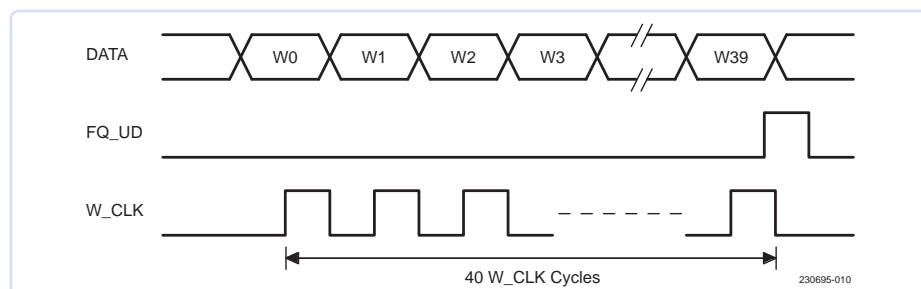 DATA
W0 W1 W2 W3 W39
FQ_UD
W_CLK
40 W_CLK Cycles
230695-010